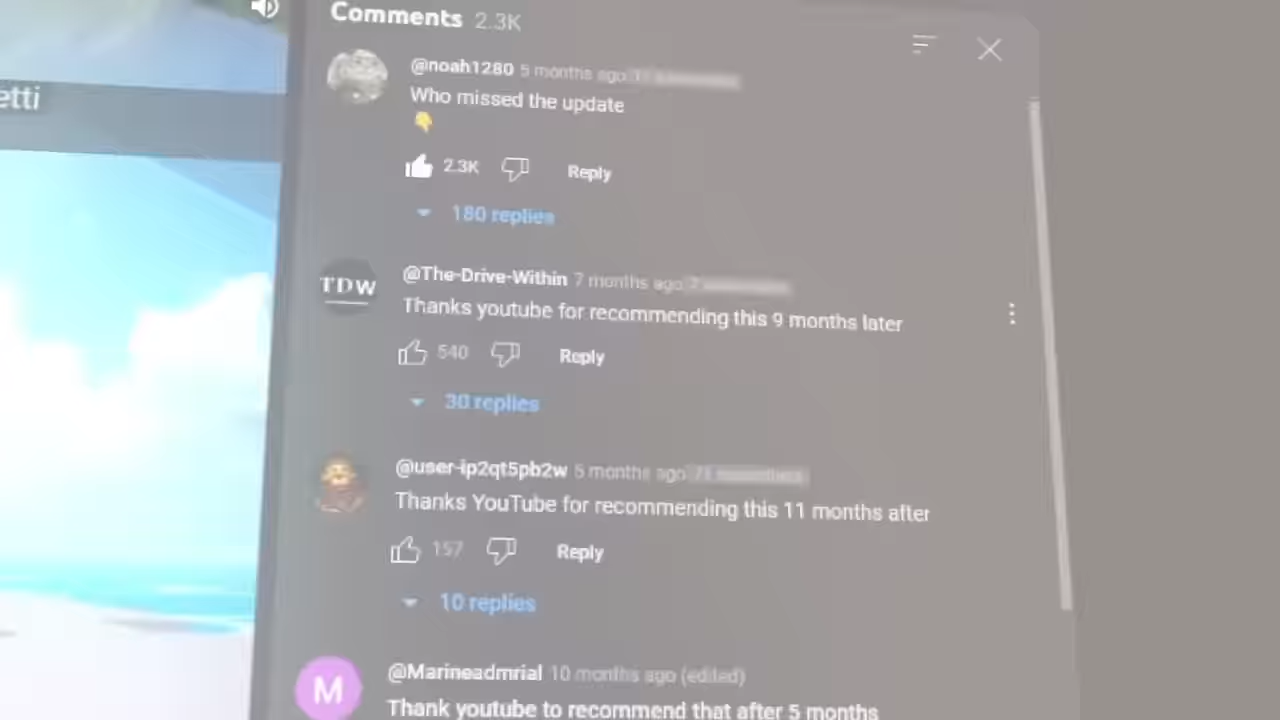 Comments 2.3K
etti
@noah1280 5 months ago
Who missed the update
👇
2.3K Reply
180 replies
TDW
@The-Drive-Within 7 months ago
Thanks youtube for recommending this 9 months later
540 Reply
30 replies
@user-ip2qt5pb2w 5 months ago
Thanks YouTube for recommending this 11 months after
157 Reply
10 replies
M
@Marineadmrial 10 months ago (edited)
Thank youtube to recommend that after 5 months